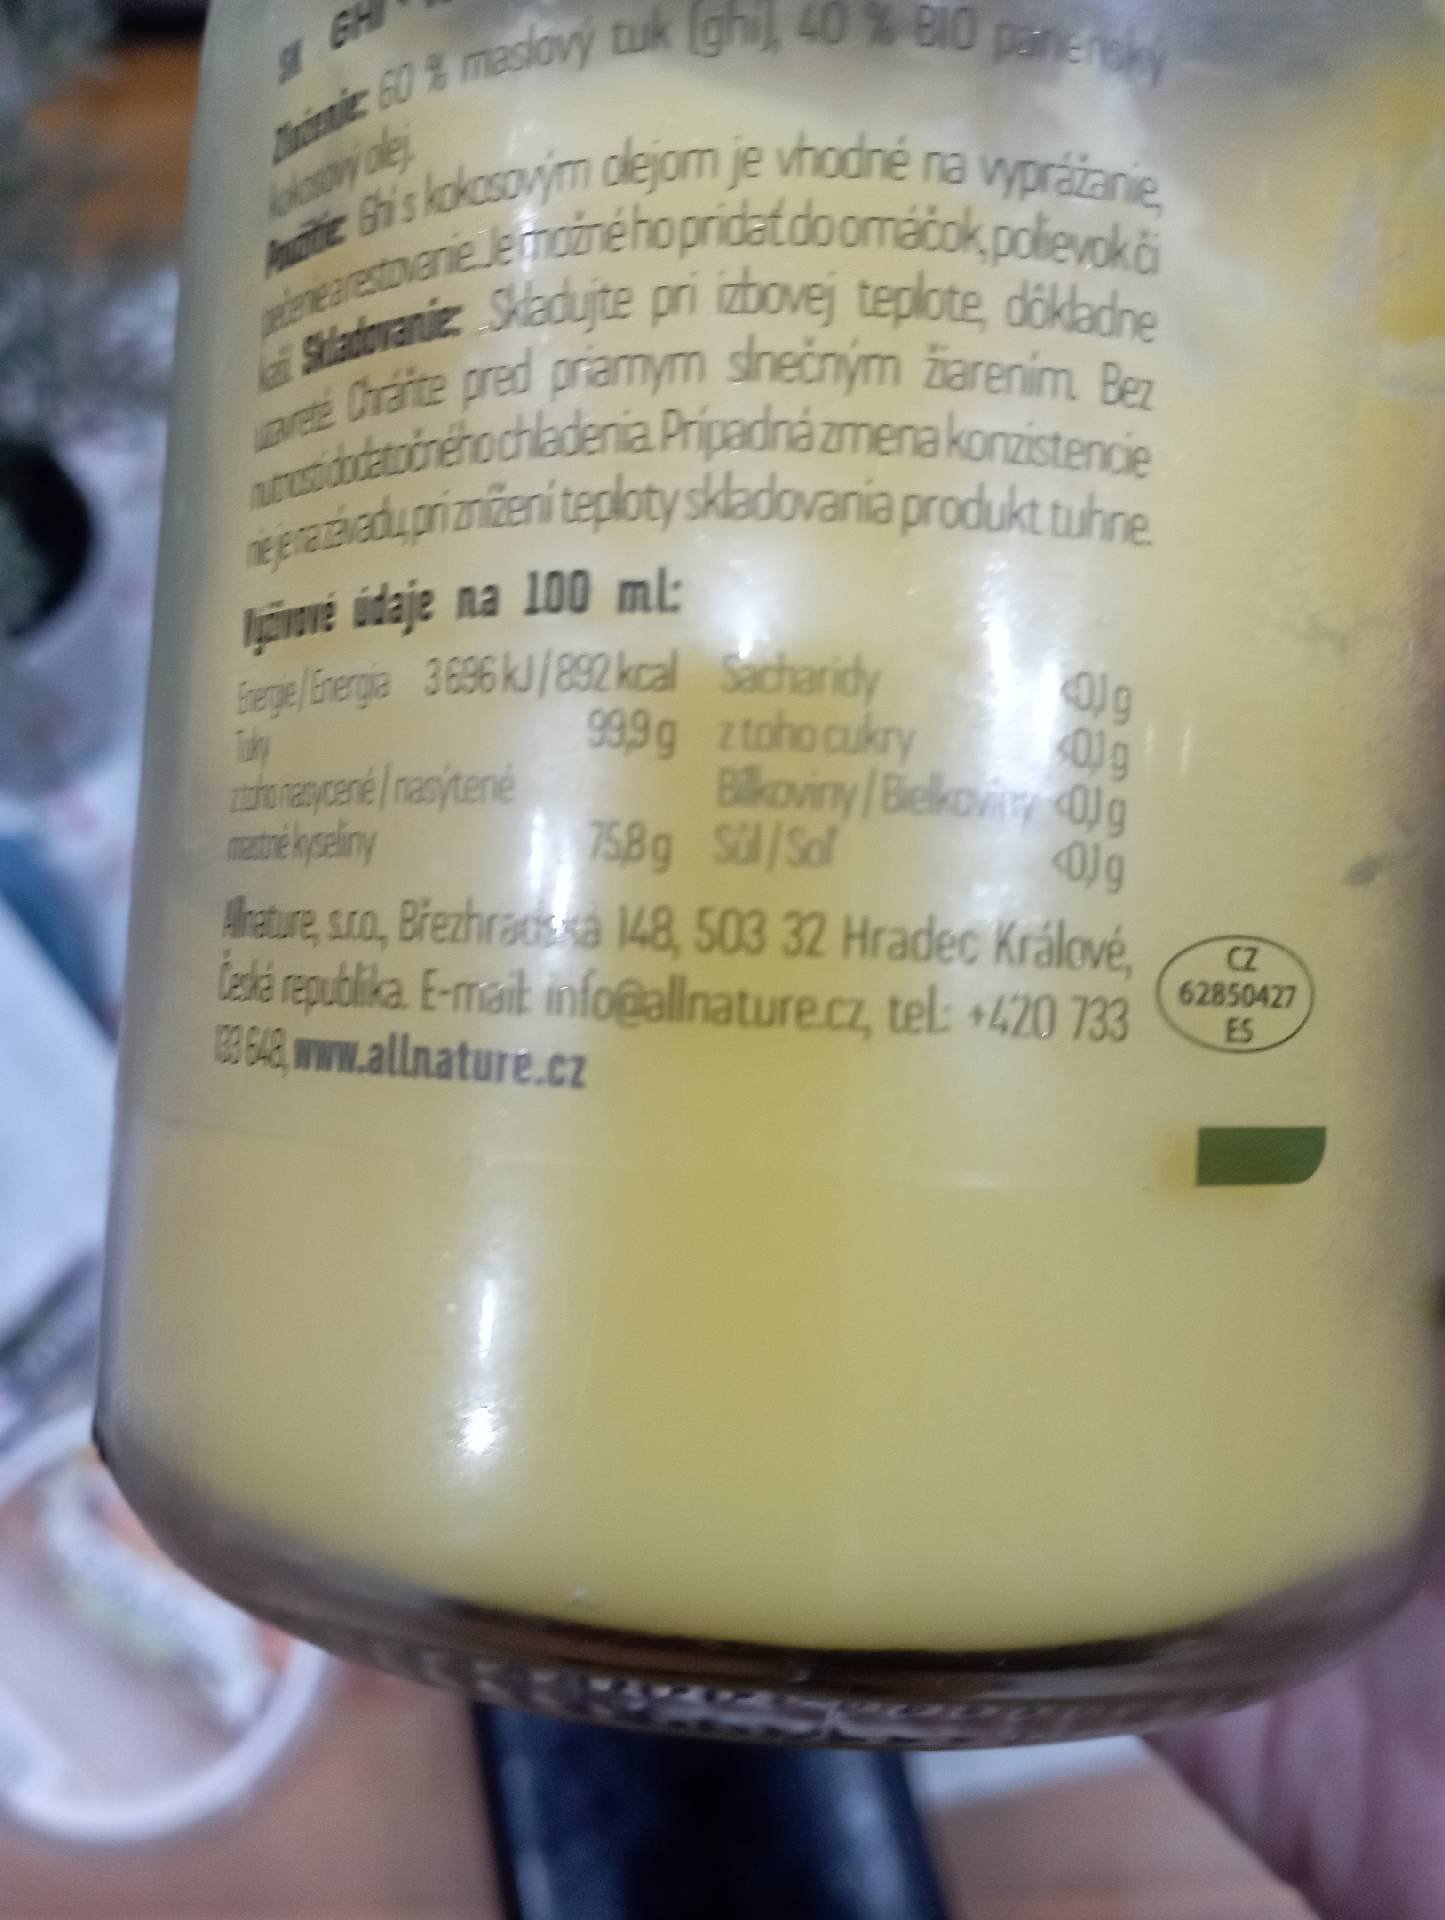 SK GHÍ
Zloženie: 60 % maslový tuk (ghí), 40 % BIO panenský
kokosový olej.
Použitie: Ghí s kokosovým olejom je vhodné na vyprážanie,
pečenie a restovanie. Je možné ho pridať do omáčok, polievok či
kaší. Skladovanie: Skladujte pri izbovej teplote, dôkladne
uzavreté. Chráňte pred priamym slnečným žiarením. Bez
nutnosti dodatočného chladenia. Prípadná zmena konzistencie
nie je na závadu, pri znížení teploty skladovania produkt tuhne.
Výživové údaje na 100 ml:
Energie/Energia 3 696 kJ/892 kcal Sacharidy <0,1 g
Tuky 99,9 g z toho cukry <0,1 g
z toho nasycené/nasýtené Bílkoviny/Bielkoviny <0,1 g
mastné kyseliny 75,8 g Sůl/Soľ <0,1 g
Allnature, s.r.o., Březhradská 148, 503 32 Hradec Králové,
Česká republika. E-mail: info@allnature.cz, tel.: +420 733
133 648, www.allnature.cz
CZ
62850427
ES